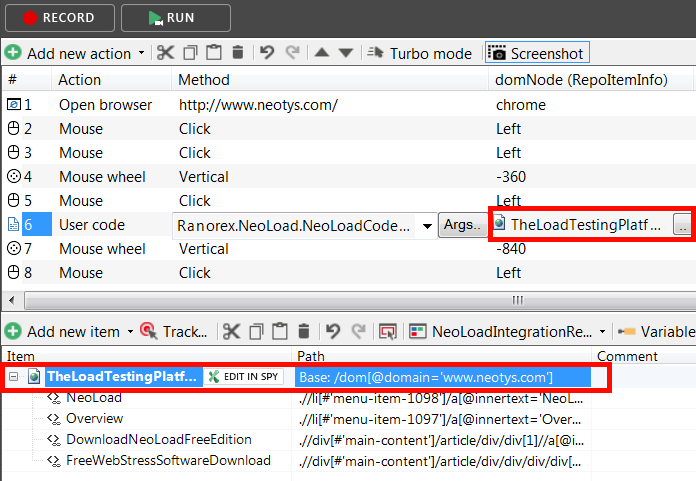 RECORD RUN
Add new action Turbo mode Screenshot
# Action Method domNode (RepoItemInfo)
1 Open browser http://www.neotys.com/ chrome
2 Mouse Click Left
3 Mouse Click Left
4 Mouse wheel Vertical -360
5 Mouse Click Left
6 User code Ranorex.NeoLoad.NeoLoadCode... Args.. TheLoadTestingPlatf... ..
7 Mouse wheel Vertical -840
8 Mouse Click Left
Add new item Track... NeoLoadIntegrationRe... Variable
Item Path Comment
TheLoadTestingPlatf... EDIT IN SPY Base: /dom[@domain='www.neotys.com']
NeoLoad .//li[#'menu-item-1098']/a[@innertext='NeoL...
Overview .//li[#'menu-item-1097']/a[@innertext='Over...
DownloadNeoLoadFreeEdition .//div[#'main-content']/article/div/div[1]//a[@i...
FreeWebStressSoftwareDownload .//div[#'main-content']/article/div/div/div/div[...